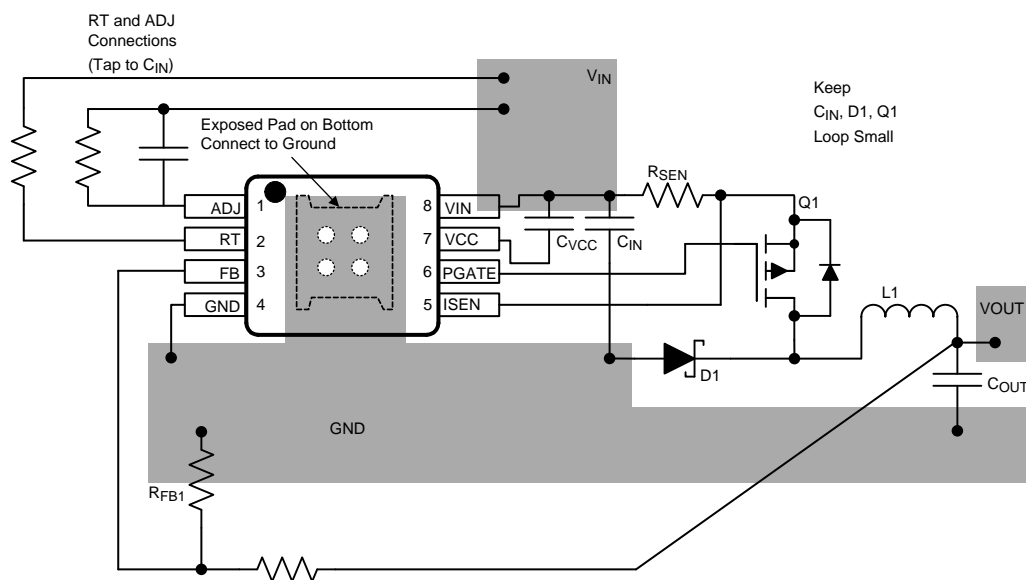 RT and ADJ
Connections
(Tap to CIN)
VIN
Keep
CIN, D1, Q1
Loop Small
Exposed Pad on Bottom
Connect to Ground
RSEN
Q1
ADJ 1 8 VIN
CVCC CIN
RT 2 7 VCC
FB 3 6 PGATE
GND 4 5 ISEN
L1
VOUT
D1
COUT
GND
RFB1